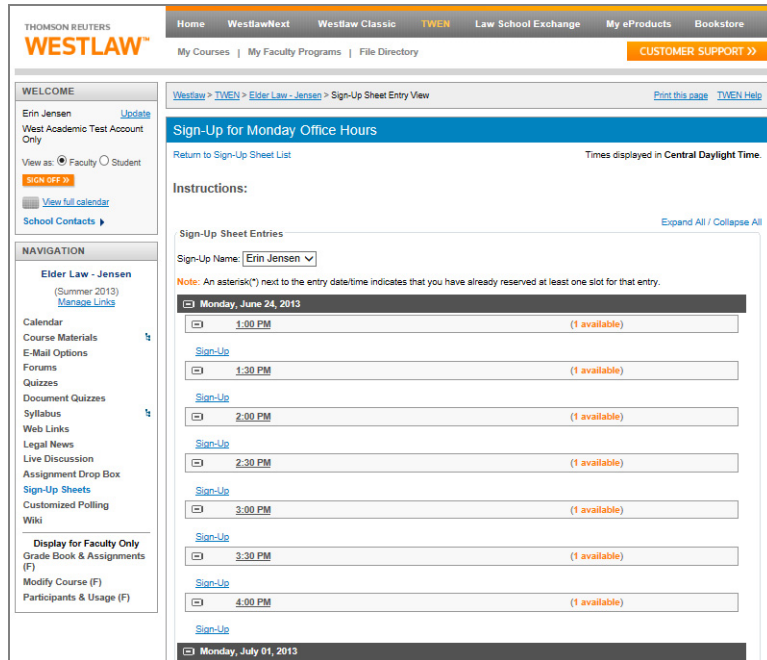 THOMSON REUTERS
WESTLAW™
Home WestlawNext Westlaw Classic TWEN Law School Exchange My eProducts Bookstore
My Courses | My Faculty Programs | File Directory
CUSTOMER SUPPORT »
WELCOME
Erin Jensen Update
West Academic Test Account
Only
View as: Faculty Student
SIGN OFF »
View full calendar
School Contacts
NAVIGATION
Elder Law - Jensen
(Summer 2013)
Manage Links
Calendar
Course Materials
E-Mail Options
Forums
Quizzes
Document Quizzes
Syllabus
Web Links
Legal News
Live Discussion
Assignment Drop Box
Sign-Up Sheets
Customized Polling
Wiki
Display for Faculty Only
Grade Book & Assignments
(F)
Modify Course (F)
Participants & Usage (F)
Westlaw > TWEN > Elder Law - Jensen > Sign-Up Sheet Entry View
Print this page TWEN Help
Sign-Up for Monday Office Hours
Return to Sign-Up Sheet List
Times displayed in Central Daylight Time.
Instructions:
Expand All / Collapse All
Sign-Up Sheet Entries
Sign-Up Name: Erin Jensen
Note: An asterisk(*) next to the entry date/time indicates that you have already reserved at least one slot for that entry.
Monday, June 24, 2013
1:00 PM (1 available)
Sign-Up
1:30 PM (1 available)
Sign-Up
2:00 PM (1 available)
Sign-Up
2:30 PM (1 available)
Sign-Up
3:00 PM (1 available)
Sign-Up
3:30 PM (1 available)
Sign-Up
4:00 PM (1 available)
Sign-Up
Monday, July 01, 2013